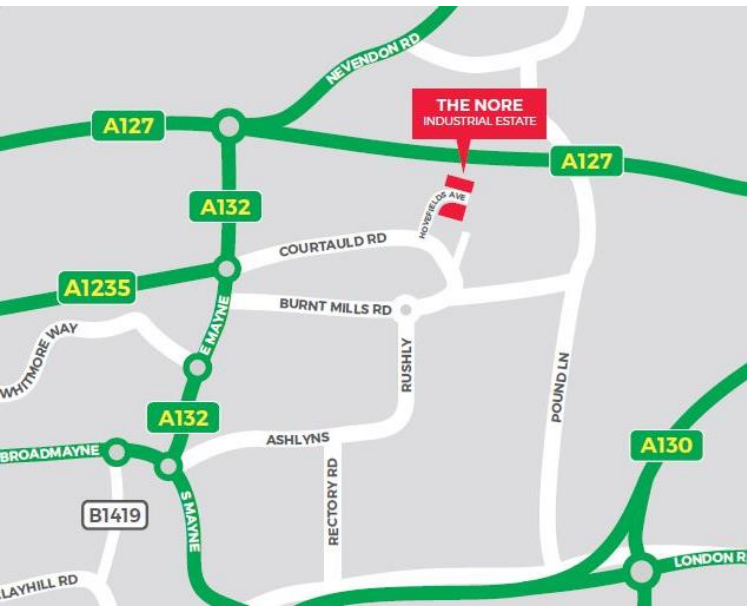 NEVENDON RD
THE NORE
INDUSTRIAL ESTATE
A127
A127
HOVEFIELDS AVE
A132
COURTAULD RD
A1235
BURNT MILLS RD
E MAYNE
WHITMORE WAY
RUSHLY
POUND LN
A132
ASHLYNS
A130
BROADMAYNE
RECTORY RD
B1419
S MAYNE
LONDON R
LAYHILL RD